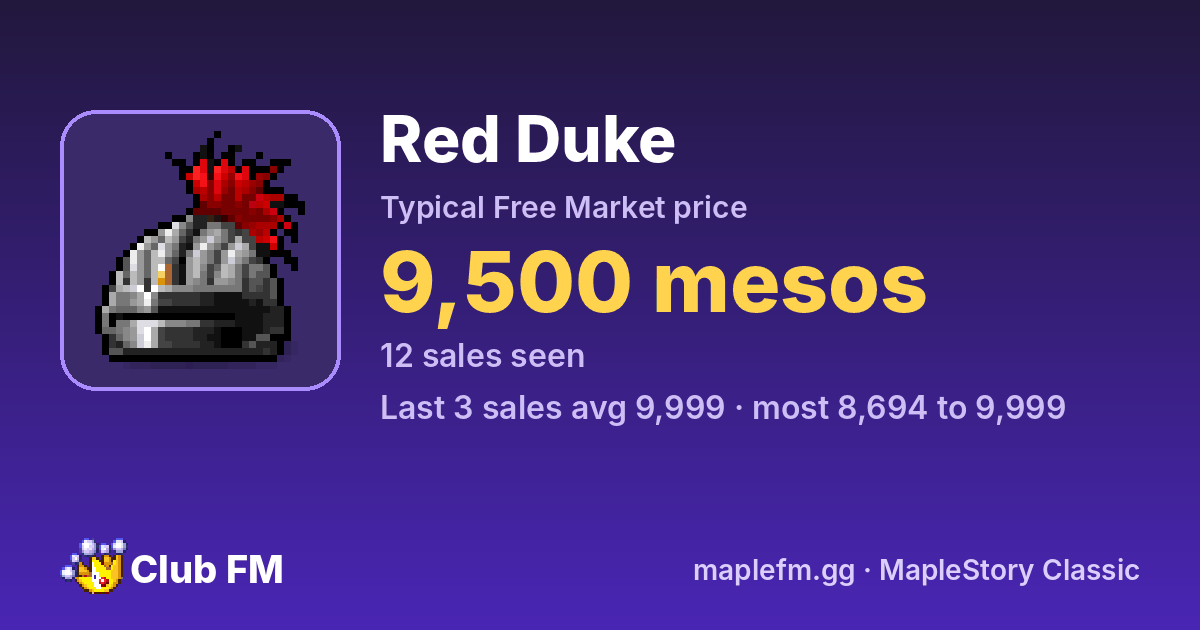 Red Duke
Typical Free Market price
9,500 mesos
12 sales seen
Last 3 sales avg 9,999 · most 8,694 to 9,999
Club FM
maplefm.gg · MapleStory Classic